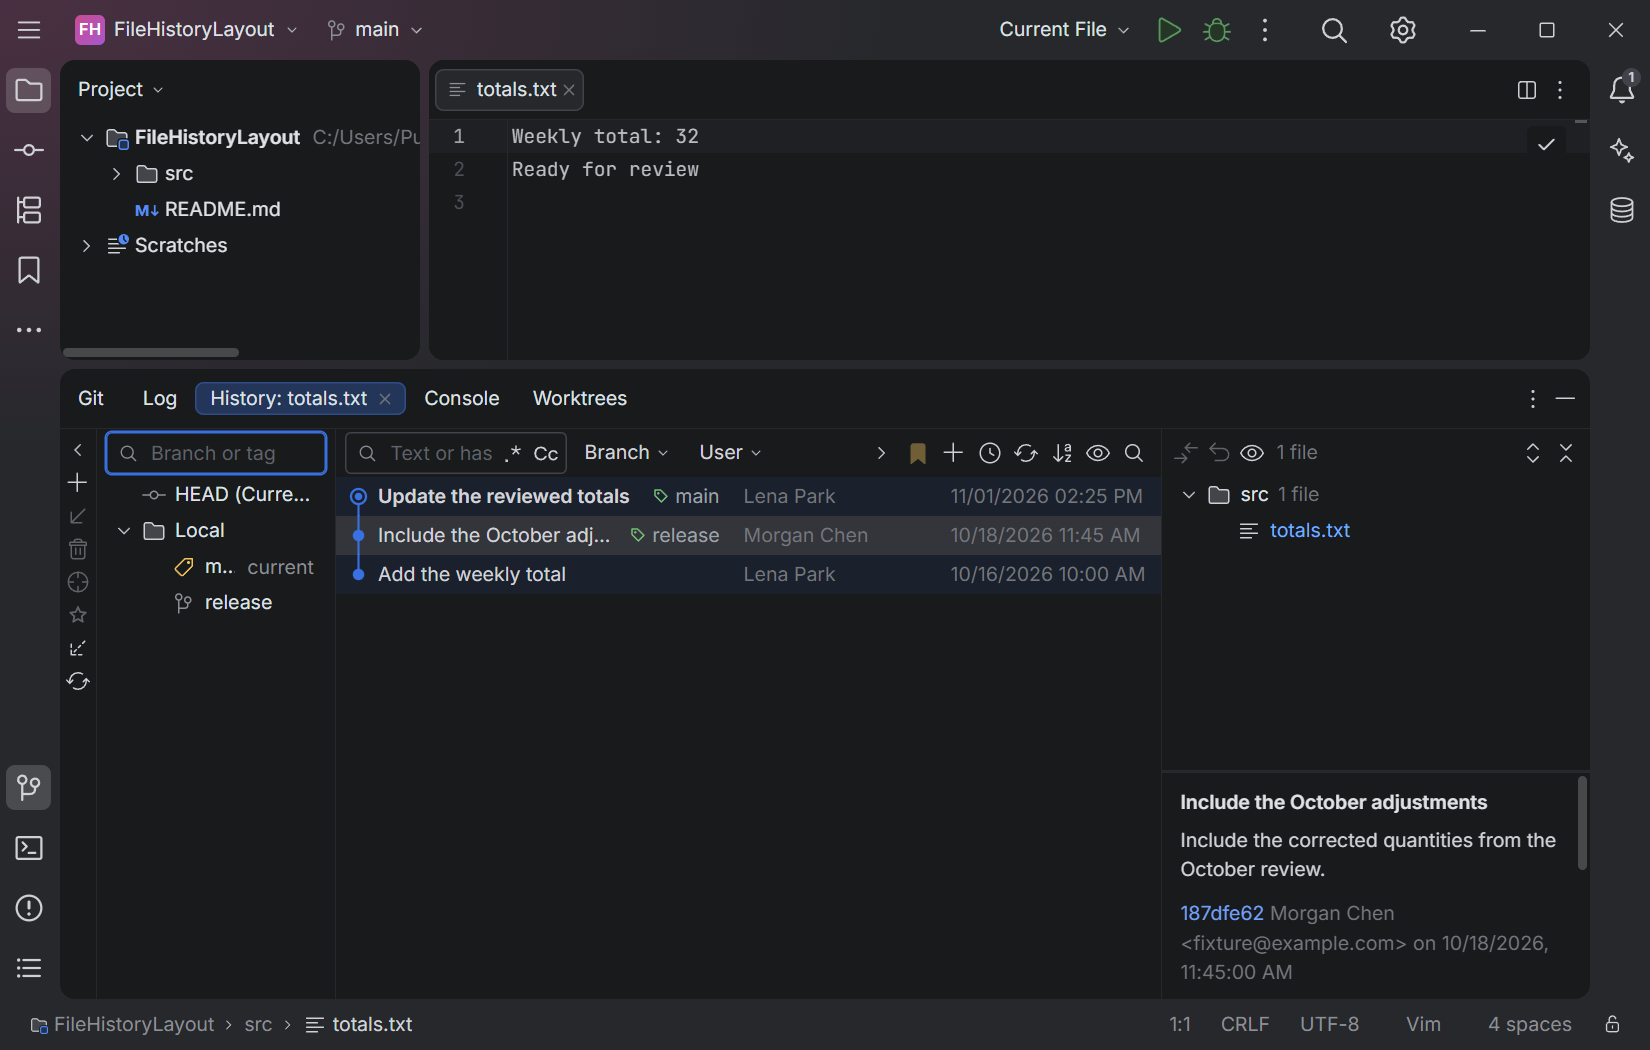 FH FileHistoryLayout main Current File
Project
totals.txt
1
FileHistoryLayout C:/Users/Pu
src
M↓ README.md
Scratches
1 Weekly total: 32
2 Ready for review
3
Git Log History: totals.txt Console Worktrees
Branch or tag
HEAD (Curre...
Local
m... current
release
Text or has .* Cc Branch User
Update the reviewed totals main Lena Park 11/01/2026 02:25 PM
Include the October adj... release Morgan Chen 10/18/2026 11:45 AM
Add the weekly total Lena Park 10/16/2026 10:00 AM
1 file
src 1 file
totals.txt
Include the October adjustments
Include the corrected quantities from the
October review.
187dfe62 Morgan Chen
<fixture@example.com> on 10/18/2026,
11:45:00 AM
FileHistoryLayout › src › totals.txt 1:1 CRLF UTF-8 Vim 4 spaces